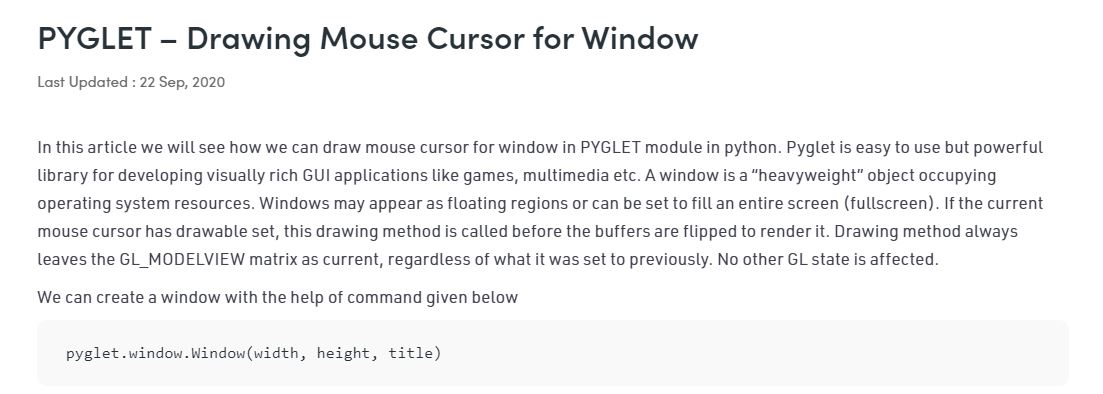 PYGLET – Drawing Mouse Cursor for Window
Last Updated : 22 Sep, 2020
In this article we will see how we can draw mouse cursor for window in PYGLET module in python. Pyglet is easy to use but powerful
library for developing visually rich GUI applications like games, multimedia etc. A window is a “heavyweight” object occupying
operating system resources. Windows may appear as floating regions or can be set to fill an entire screen (fullscreen). If the current
mouse cursor has drawable set, this drawing method is called before the buffers are flipped to render it. Drawing method always
leaves the GL_MODELVIEW matrix as current, regardless of what it was set to previously. No other GL state is affected.
We can create a window with the help of command given below
pyglet.window.Window(width, height, title)